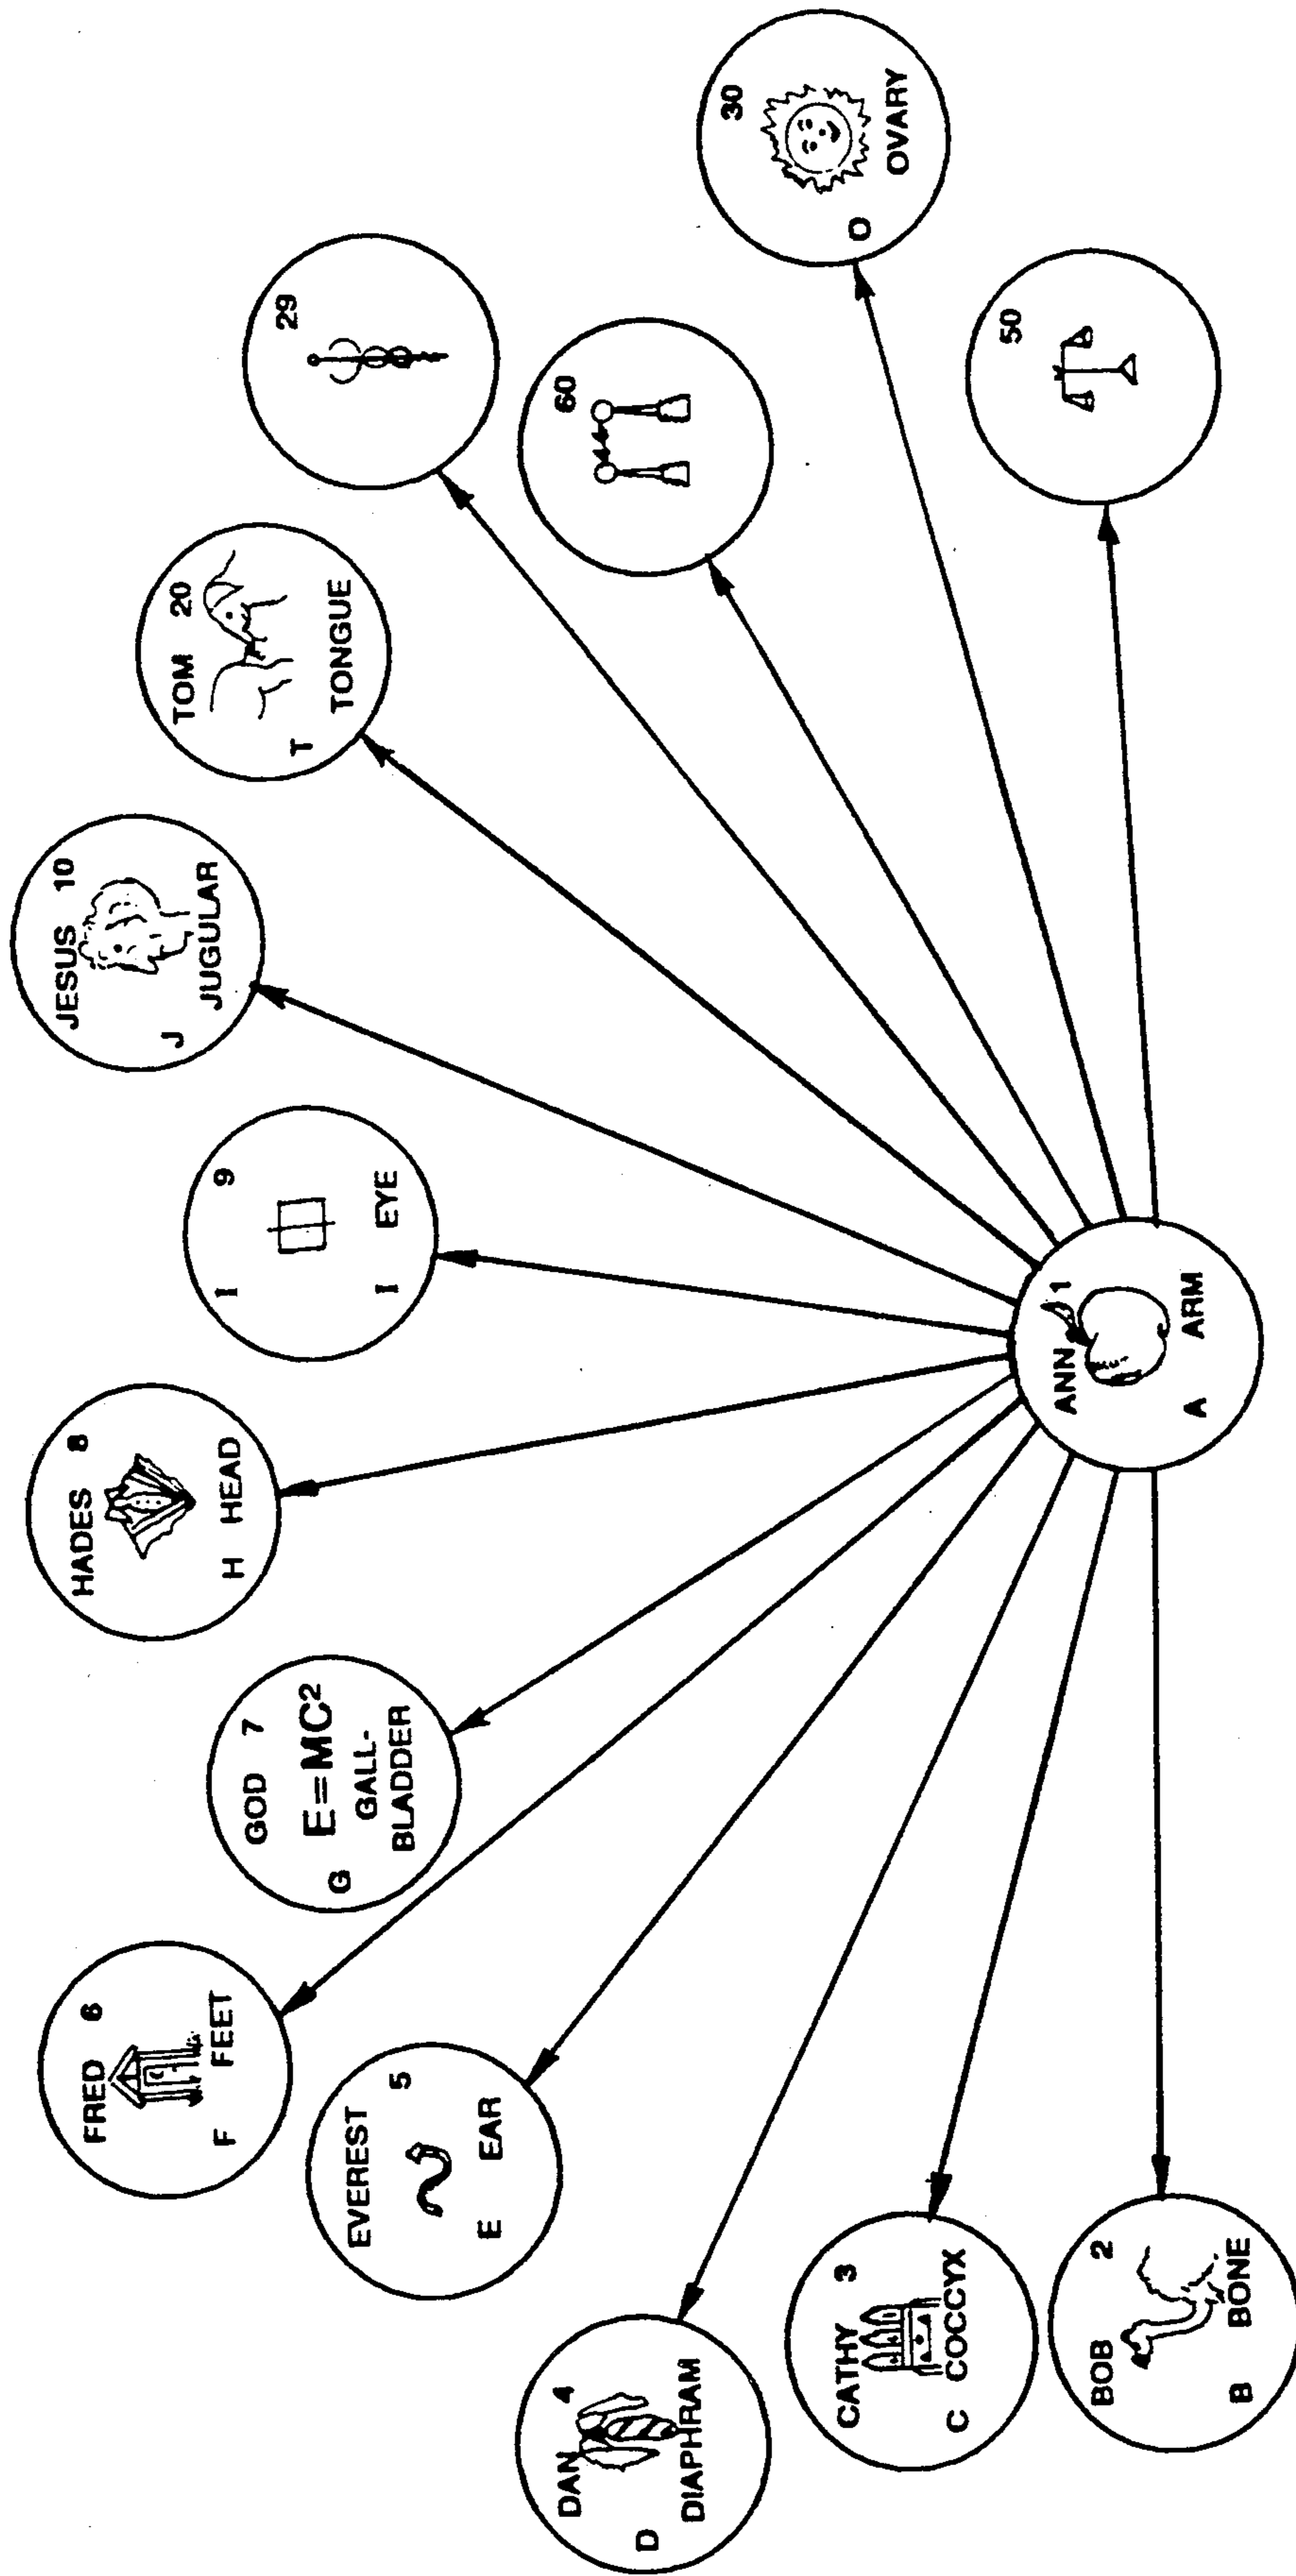 ANN 1
A ARM
BOB 2
B BONE
CATHY 3
C COCCYX
DAN 4
D
DIAPHRAM
EVEREST
5
E EAR
FRED 6
F FEET
GOD 7
E=MC²
G GALL-
BLADDER
HADES 8
H HEAD
I 9
I EYE
JESUS 10
J JUGULAR
TOM 20
T TONGUE
29
60
30
O OVARY
50